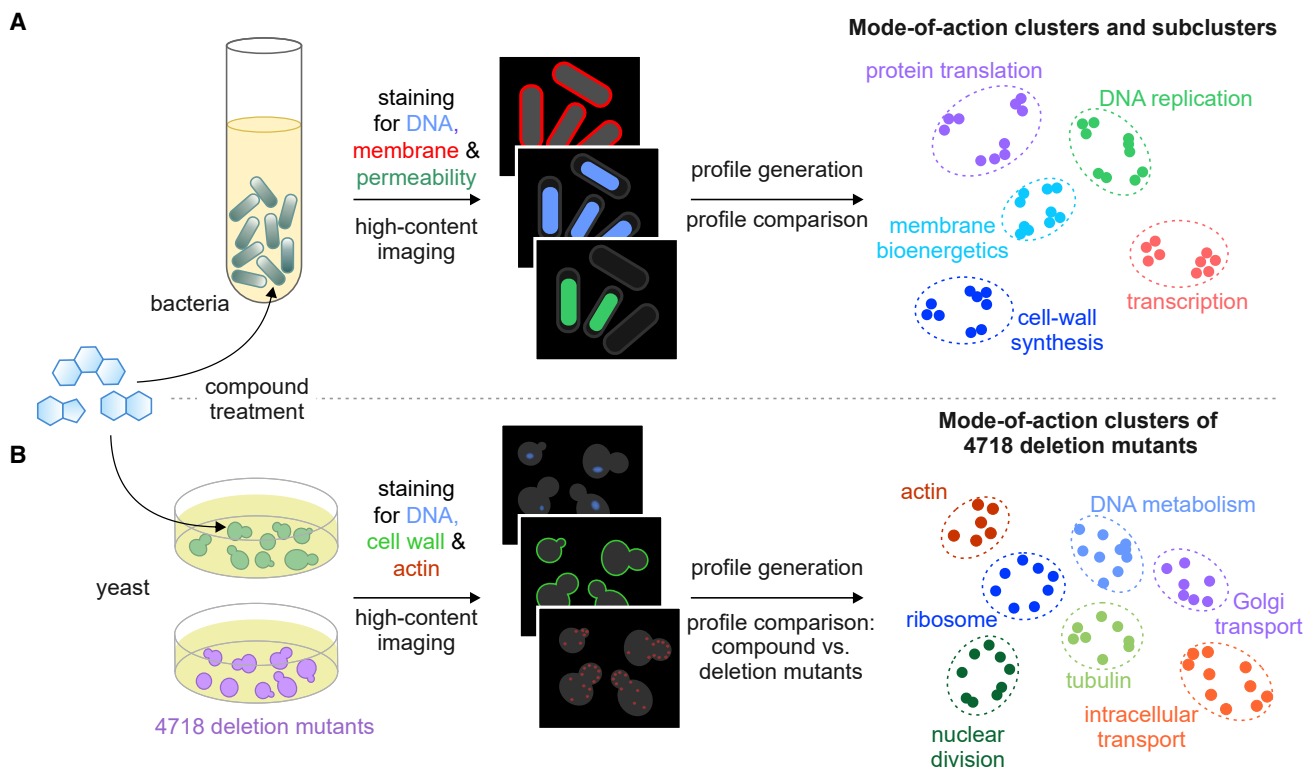 A
Mode-of-action clusters and subclusters
staining
for DNA,
membrane &
permeability
high-content
imaging
profile generation
profile comparison
protein translation
DNA replication
membrane
bioenergetics
transcription
cell-wall
synthesis
bacteria
compound
treatment
B
Mode-of-action clusters of
4718 deletion mutants
staining
for DNA,
cell wall &
actin
high-content
imaging
yeast
4718 deletion mutants
profile generation
profile comparison:
compound vs.
deletion mutants
actin
DNA metabolism
ribosome
Golgi
transport
tubulin
intracellular
transport
nuclear
division